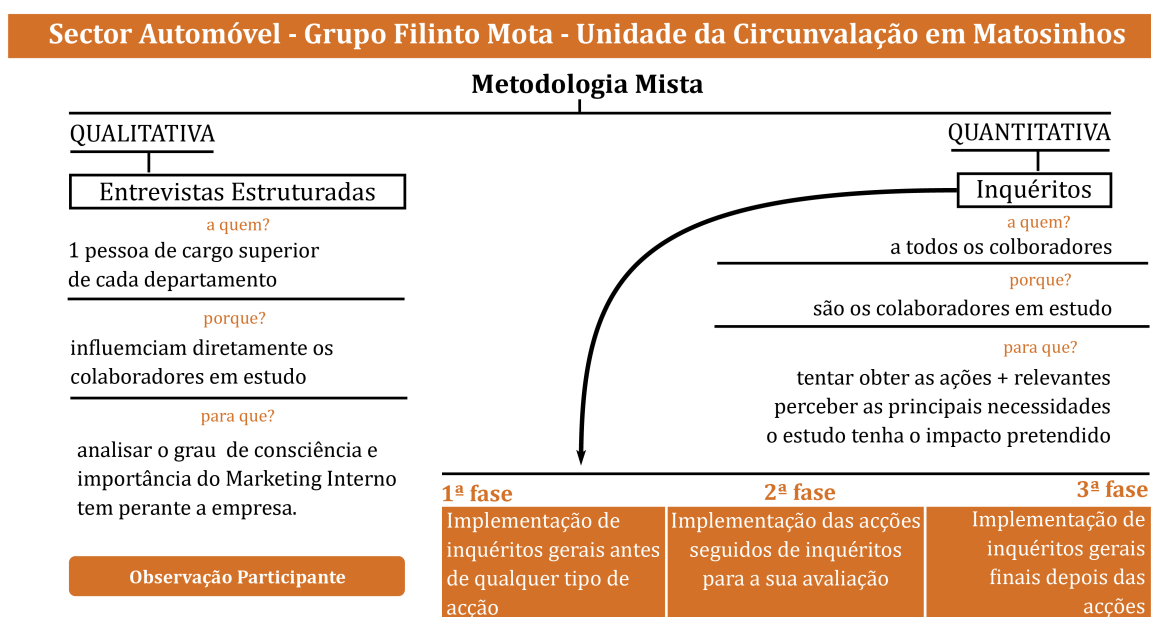 Sector Automóvel - Grupo Filinto Mota - Unidade da Circunvalação em Matosinhos
Metodologia Mista
QUALITATIVA
Entrevistas Estruturadas
a quem?
1 pessoa de cargo superior
de cada departamento
porque?
influemciam diretamente os
colaboradores em estudo
para que?
analisar o grau de consciência e
importância do Marketing Interno
tem perante a empresa.
Observação Participante
QUANTITATIVA
Inquéritos
a quem?
a todos os colboradores
porque?
são os colaboradores em estudo
para que?
tentar obter as ações + relevantes
perceber as principais necessidades
o estudo tenha o impacto pretendido
1ª fase
Implementação de
inquéritos gerais antes
de qualquer tipo de
acção
2ª fase
Implementação das acções
seguidos de inquéritos
para a sua avaliação
3ª fase
Implementação de
inquéritos gerais
finais depois das
acções